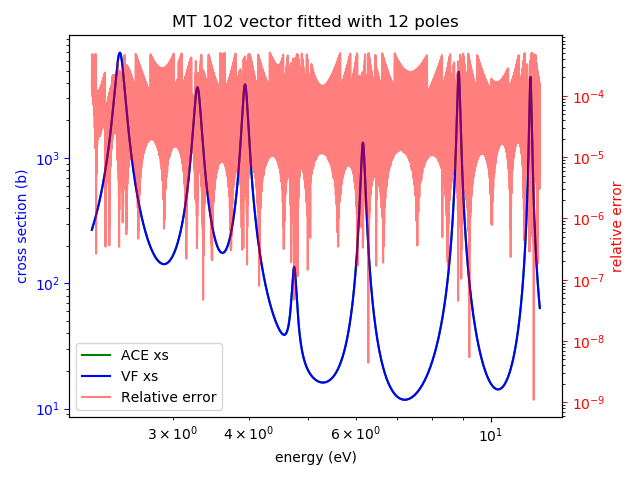 MT 102 vector fitted with 12 poles
cross section (b)
10³
10²
10¹
10⁻⁴
10⁻⁵
10⁻⁶
10⁻⁷
10⁻⁸
10⁻⁹
relative error
ACE xs
VF xs
Relative error
3 × 10⁰ 4 × 10⁰ 6 × 10⁰ 10¹
energy (eV)